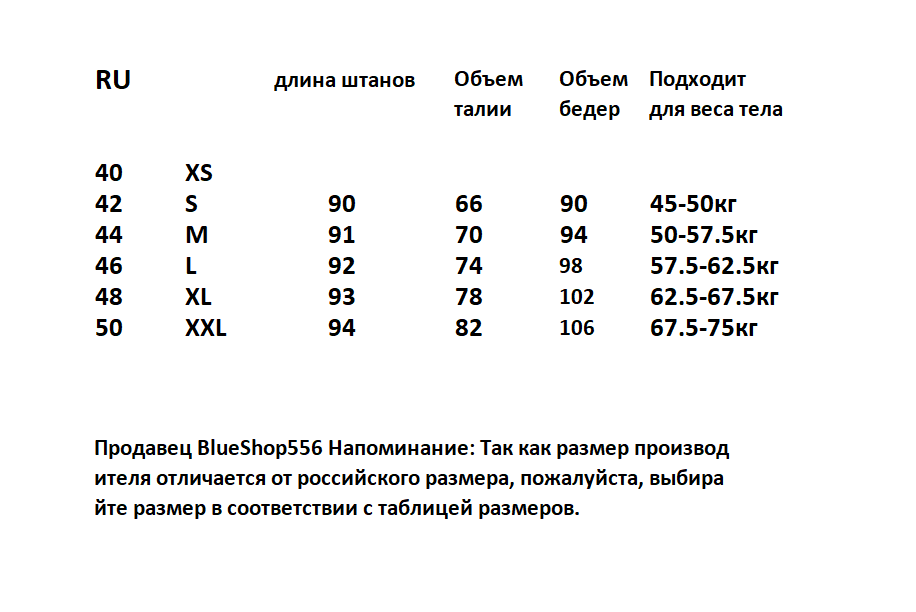 RU длина штанов Объем Объем Подходит
талии бедер для веса тела
40 XS
42 S 90 66 90 45-50кг
44 M 91 70 94 50-57.5кг
46 L 92 74 98 57.5-62.5кг
48 XL 93 78 102 62.5-67.5кг
50 XXL 94 82 106 67.5-75кг
Продавец BlueShop556 Напоминание: Так как размер производ
ителя отличается от российского размера, пожалуйста, выбира
йте размер в соответствии с таблицей размеров.